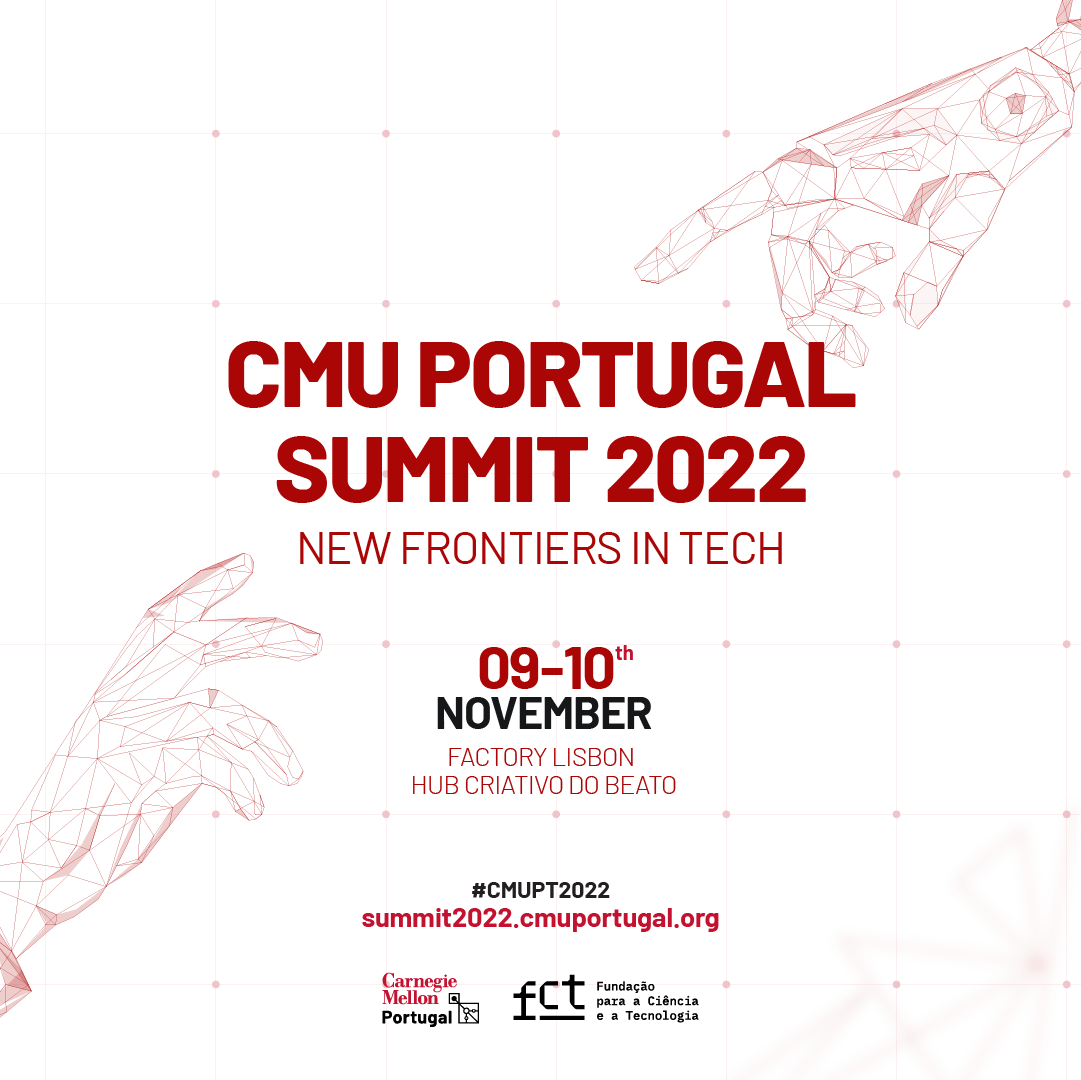 CMU PORTUGAL
SUMMIT 2022
NEW FRONTIERS IN TECH
09-10th
NOVEMBER
FACTORY LISBON
HUB CRIATIVO DO BEATO
#CMUPT2022
summit2022.cmuportugal.org
Carnegie
Mellon
Portugal
fct
Fundação
para a Ciência
e a Tecnologia